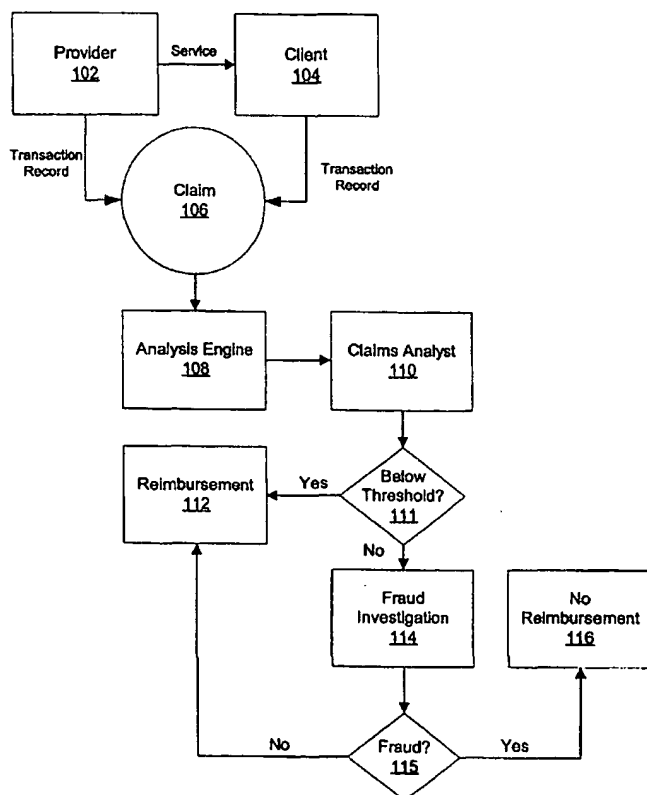 Provider
102
Service
Client
104
Transaction
Record
Transaction
Record
Claim
106
Analysis Engine
108
Claims Analyst
110
Reimbursement
112
Yes
Below
Threshold?
111
No
Fraud
Investigation
114
No
Reimbursement
116
No
Fraud?
115
Yes